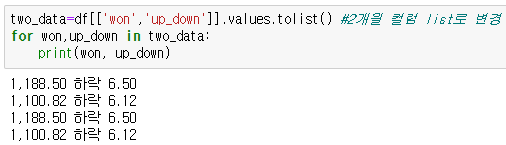 two_data=df[['won','up_down']].values.tolist() #2개을 컬럼 list로 변경
for won,up_down in two_data:
    print(won, up_down)
1,188.50 하락 6.50
1,100.82 하락 6.12
1,188.50 하락 6.50
1,100.82 하락 6.12